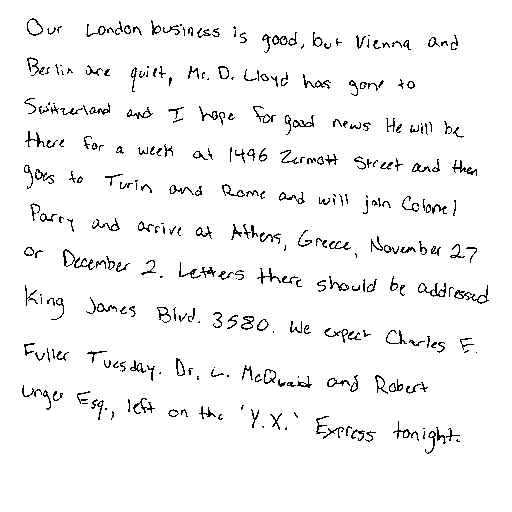 Our London business is good, but Vienna and
Berlin are quiet, Mr. D. Lloyd has gone to
Switzerland and I hope for good news He will be
there for a week at 1496 Zermott Street and then
goes to Turin and Rome and will join Colonel
Parry and arrive at Athens, Greece, November 27
or December 2. Letters there should be addressed
King James Blvd. 3580. We expect Charles E.
Fuller Tuesday. Dr. L. McQuaid and Robert
Unger Esq., left on the 'Y.X.' Express tonight.